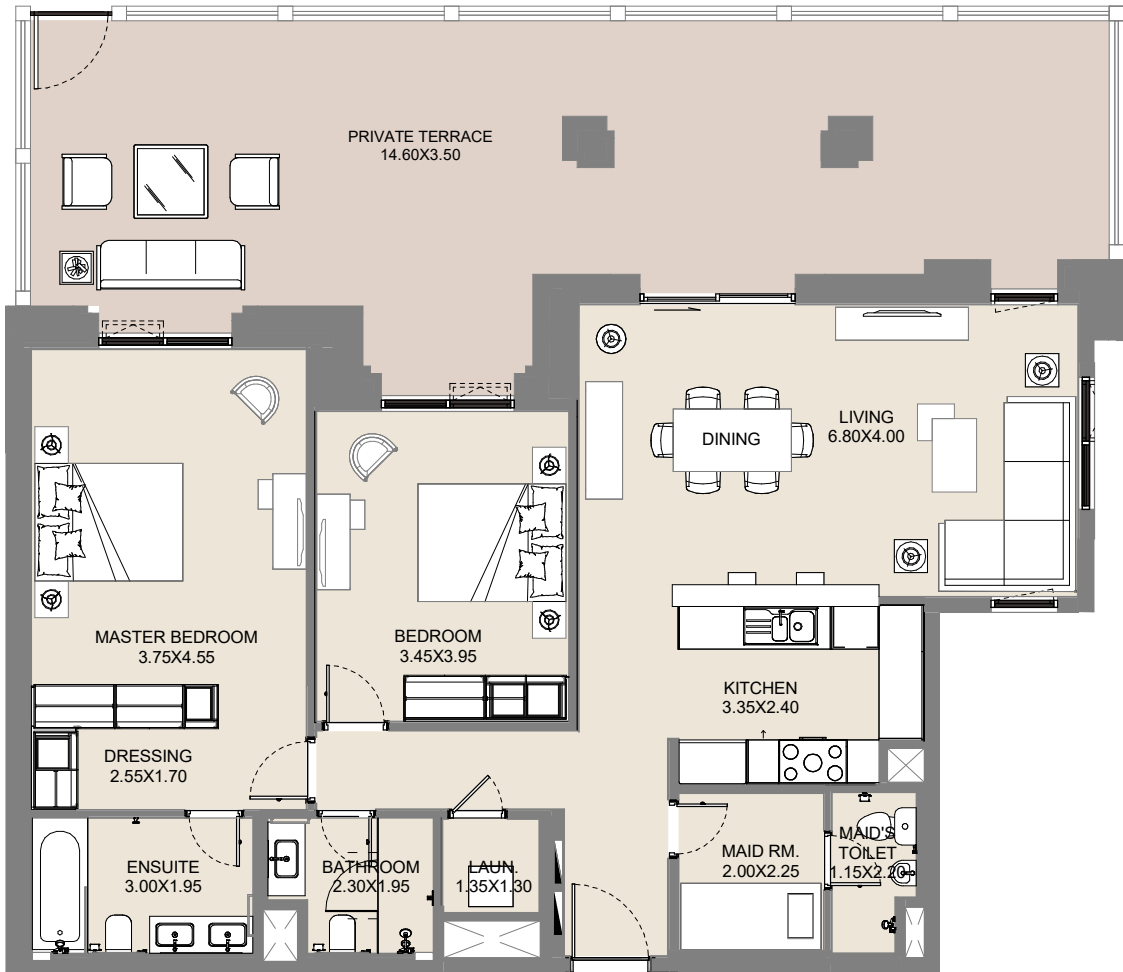 PRIVATE TERRACE
14.60X3.50
LIVING
6.80X4.00
DINING
MASTER BEDROOM
3.75X4.55
BEDROOM
3.45X3.95
KITCHEN
3.35X2.40
DRESSING
2.55X1.70
ENSUITE
3.00X1.95
BATHROOM
2.30X1.95
LAUN.
1.35X1.30
MAID RM.
2.00X2.25
MAID'S
TOILET
1.15X2.20